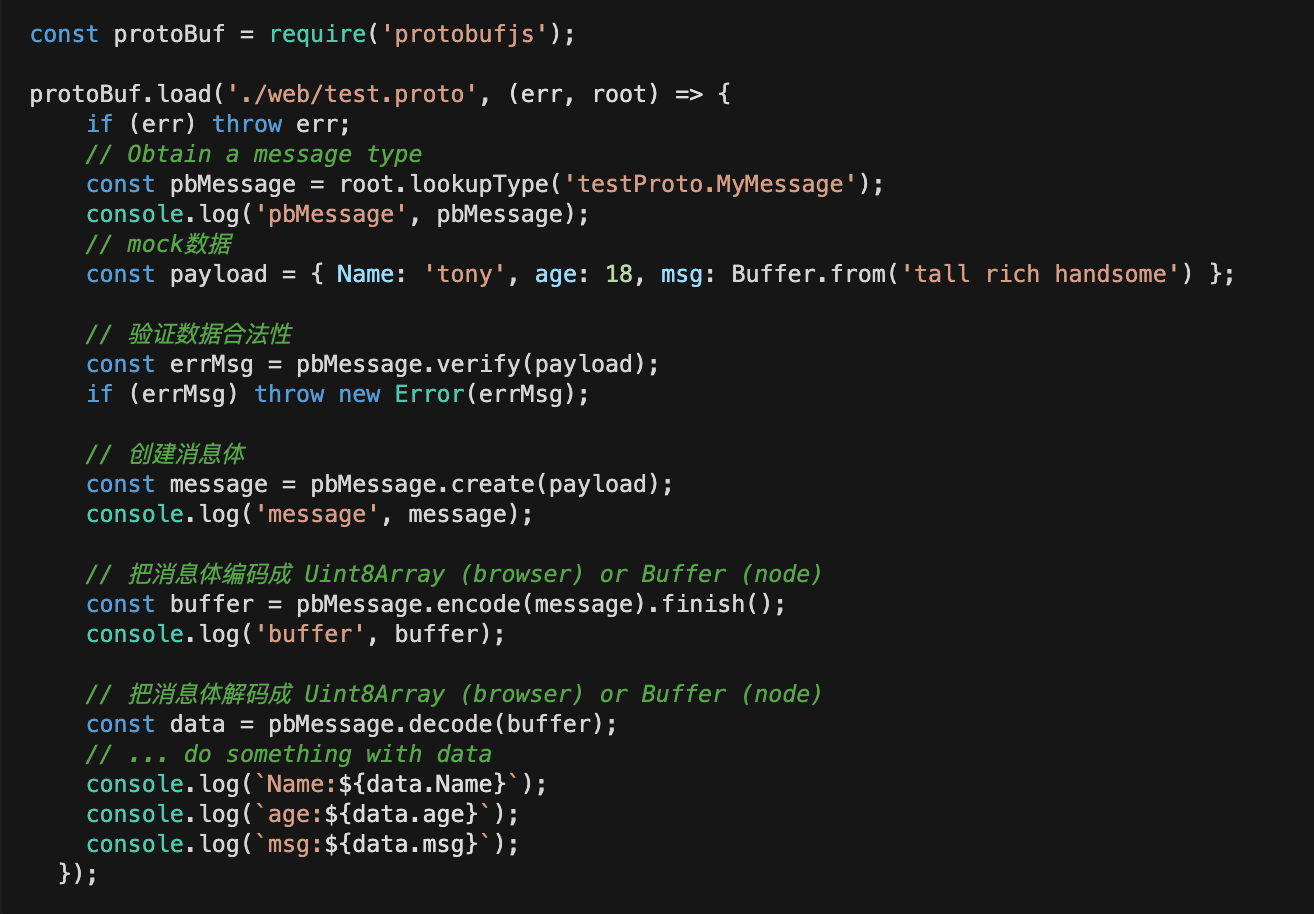 const protoBuf = require('protobufjs');
protoBuf.load('./web/test.proto', (err, root) => {
if (err) throw err;
// Obtain a message type
const pbMessage = root.lookupType('testProto.MyMessage');
console.log('pbMessage', pbMessage);
// mock数据
const payload = { Name: 'tony', age: 18, msg: Buffer.from('tall rich handsome') };
// 验证数据合法性
const errMsg = pbMessage.verify(payload);
if (errMsg) throw new Error(errMsg);
// 创建消息体
const message = pbMessage.create(payload);
console.log('message', message);
// 把消息体编码成 Uint8Array (browser) or Buffer (node)
const buffer = pbMessage.encode(message).finish();
console.log('buffer', buffer);
// 把消息体解码成 Uint8Array (browser) or Buffer (node)
const data = pbMessage.decode(buffer);
// ... do something with data
console.log(`Name:${data.Name}`);
console.log(`age:${data.age}`);
console.log(`msg:${data.msg}`);
});